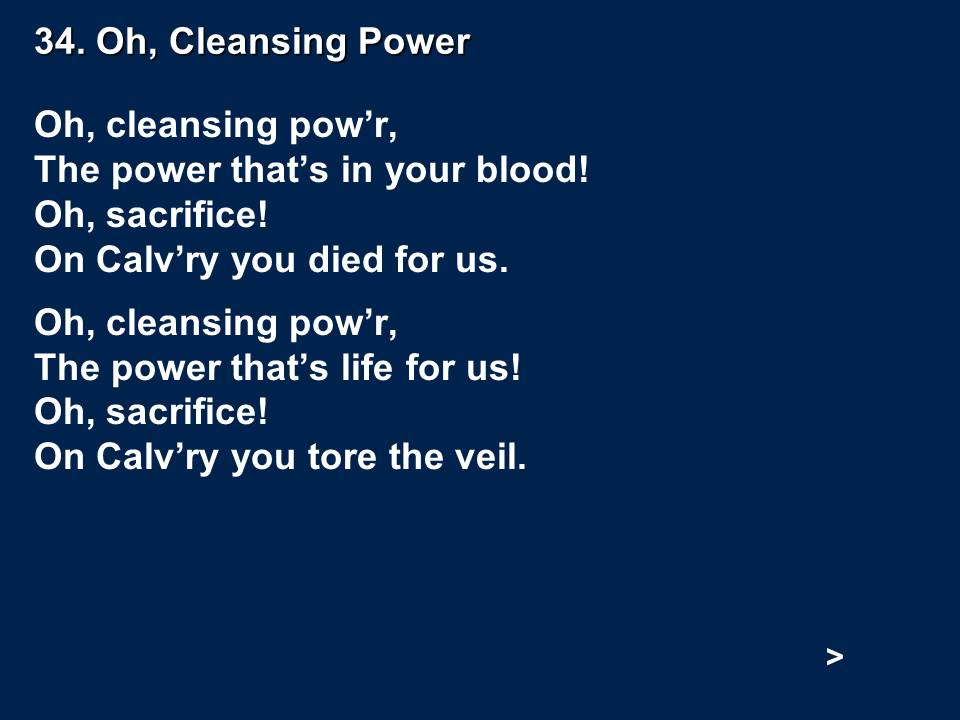 34. Oh, Cleansing Power
Oh, cleansing pow’r,
The power that’s in your blood!
Oh, sacrifice!
On Calv’ry you died for us.
Oh, cleansing pow’r,
The power that’s life for us!
Oh, sacrifice!
On Calv’ry you tore the veil.
>